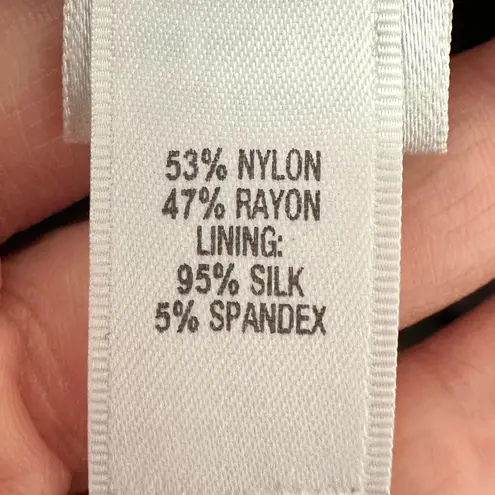 53% NYLON
47% RAYON
LINING:
95% SILK
5% SPANDEX